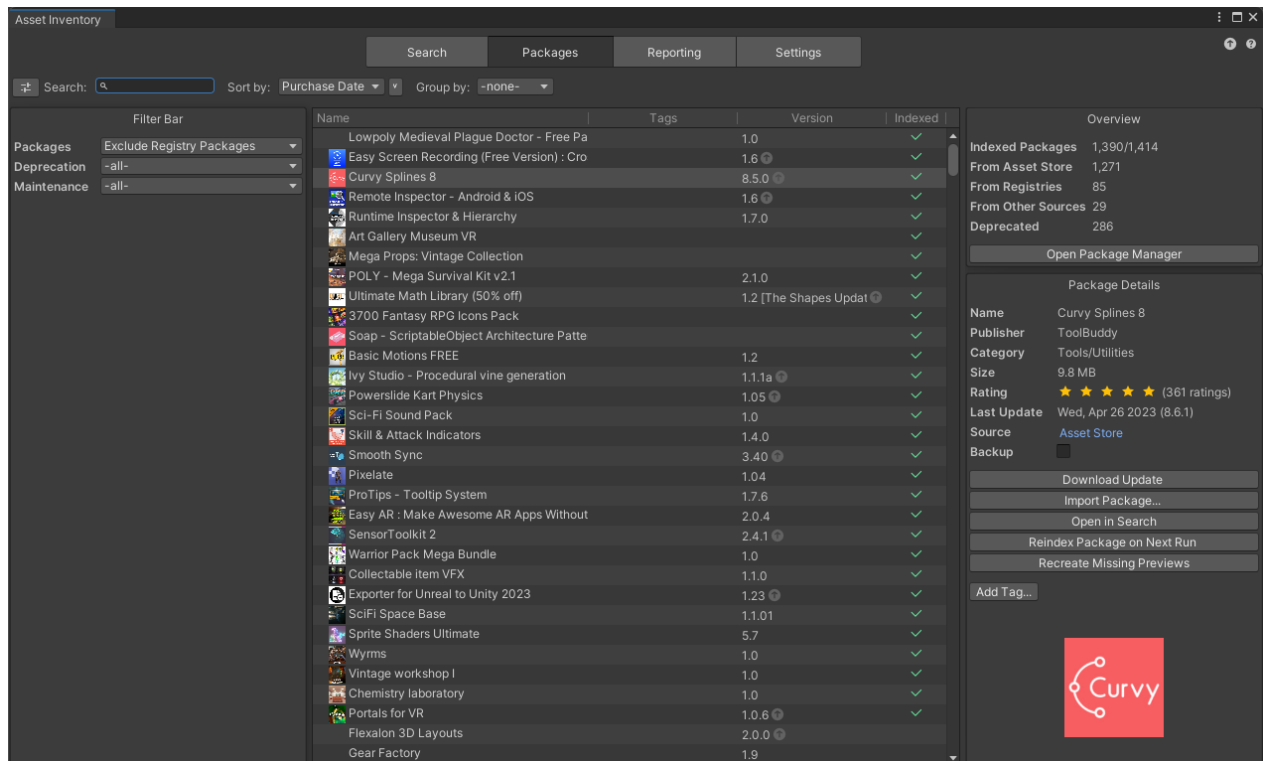 Asset Inventory
Search Packages Reporting Settings
Search: Sort by: Purchase Date Group by: -none-
Filter Bar
Packages Exclude Registry Packages
Deprecation -all-
Maintenance -all-
Name Tags Version Indexed
Lowpoly Medieval Plague Doctor - Free Pa 1.0
Easy Screen Recording (Free Version) : Cro 1.6
Curvy Splines 8 8.5.0
Remote Inspector - Android & iOS 1.6
Runtime Inspector & Hierarchy 1.7.0
Art Gallery Museum VR
Mega Props: Vintage Collection
POLY - Mega Survival Kit v2.1 2.1.0
Ultimate Math Library (50% off) 1.2 [The Shapes Updat
3700 Fantasy RPG Icons Pack
Soap - ScriptableObject Architecture Patte
Basic Motions FREE 1.2
Ivy Studio - Procedural vine generation 1.1.1a
Powerslide Kart Physics 1.05
Sci-Fi Sound Pack 1.0
Skill & Attack Indicators 1.4.0
Smooth Sync 3.40
Pixelate 1.04
ProTips - Tooltip System 1.7.6
Easy AR : Make Awesome AR Apps Without 2.0.4
SensorToolkit 2 2.4.1
Warrior Pack Mega Bundle 1.0
Collectable item VFX 1.1.0
Exporter for Unreal to Unity 2023 1.23
SciFi Space Base 1.1.01
Sprite Shaders Ultimate 5.7
Wyrms 1.0
Vintage workshop I 1.0
Chemistry laboratory 1.0
Portals for VR 1.0.6
Flexalon 3D Layouts 2.0.0
Gear Factory 1.9
Overview
Indexed Packages 1,390/1,414
From Asset Store 1,271
From Registries 85
From Other Sources 29
Deprecated 286
Open Package Manager
Package Details
Name Curvy Splines 8
Publisher ToolBuddy
Category Tools/Utilities
Size 9.8 MB
Rating (361 ratings)
Last Update Wed, Apr 26 2023 (8.6.1)
Source Asset Store
Backup
Download Update
Import Package...
Open in Search
Reindex Package on Next Run
Recreate Missing Previews
Add Tag...
Curvy